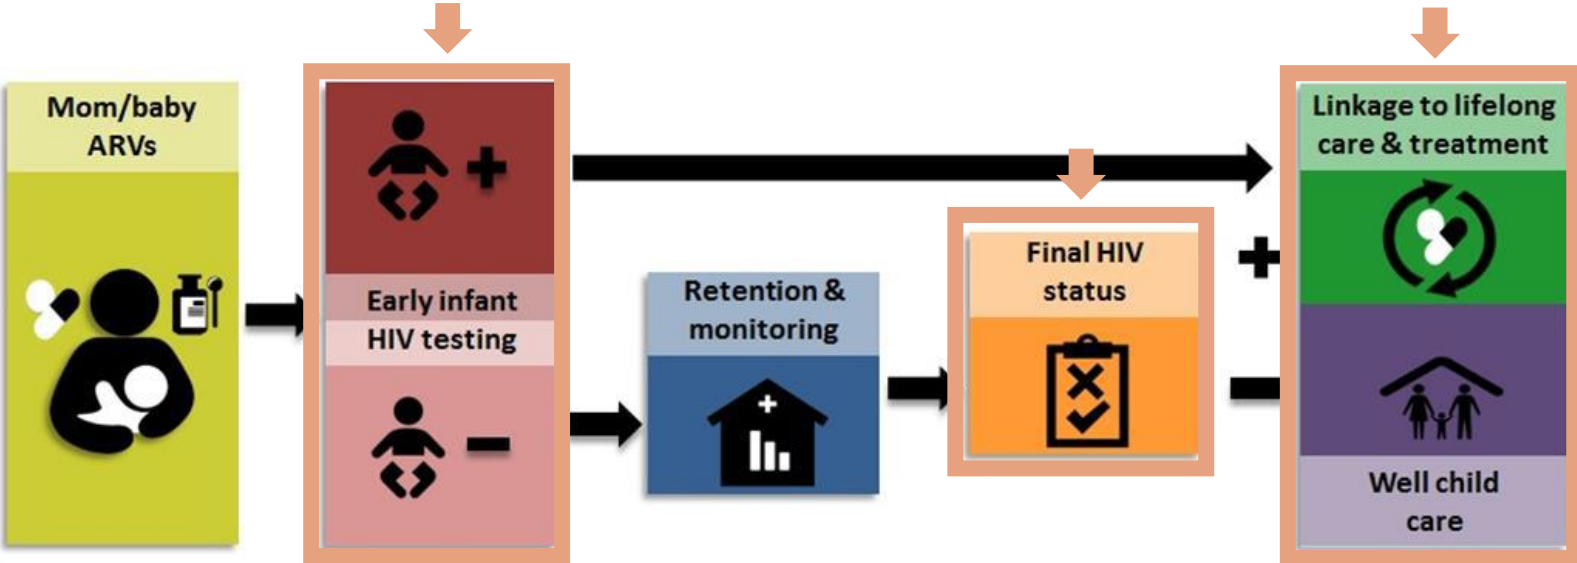 Mom/baby
ARVs
Early infant
HIV testing
Retention &
monitoring
Final HIV
status
Linkage to lifelong
care & treatment
Well child
care